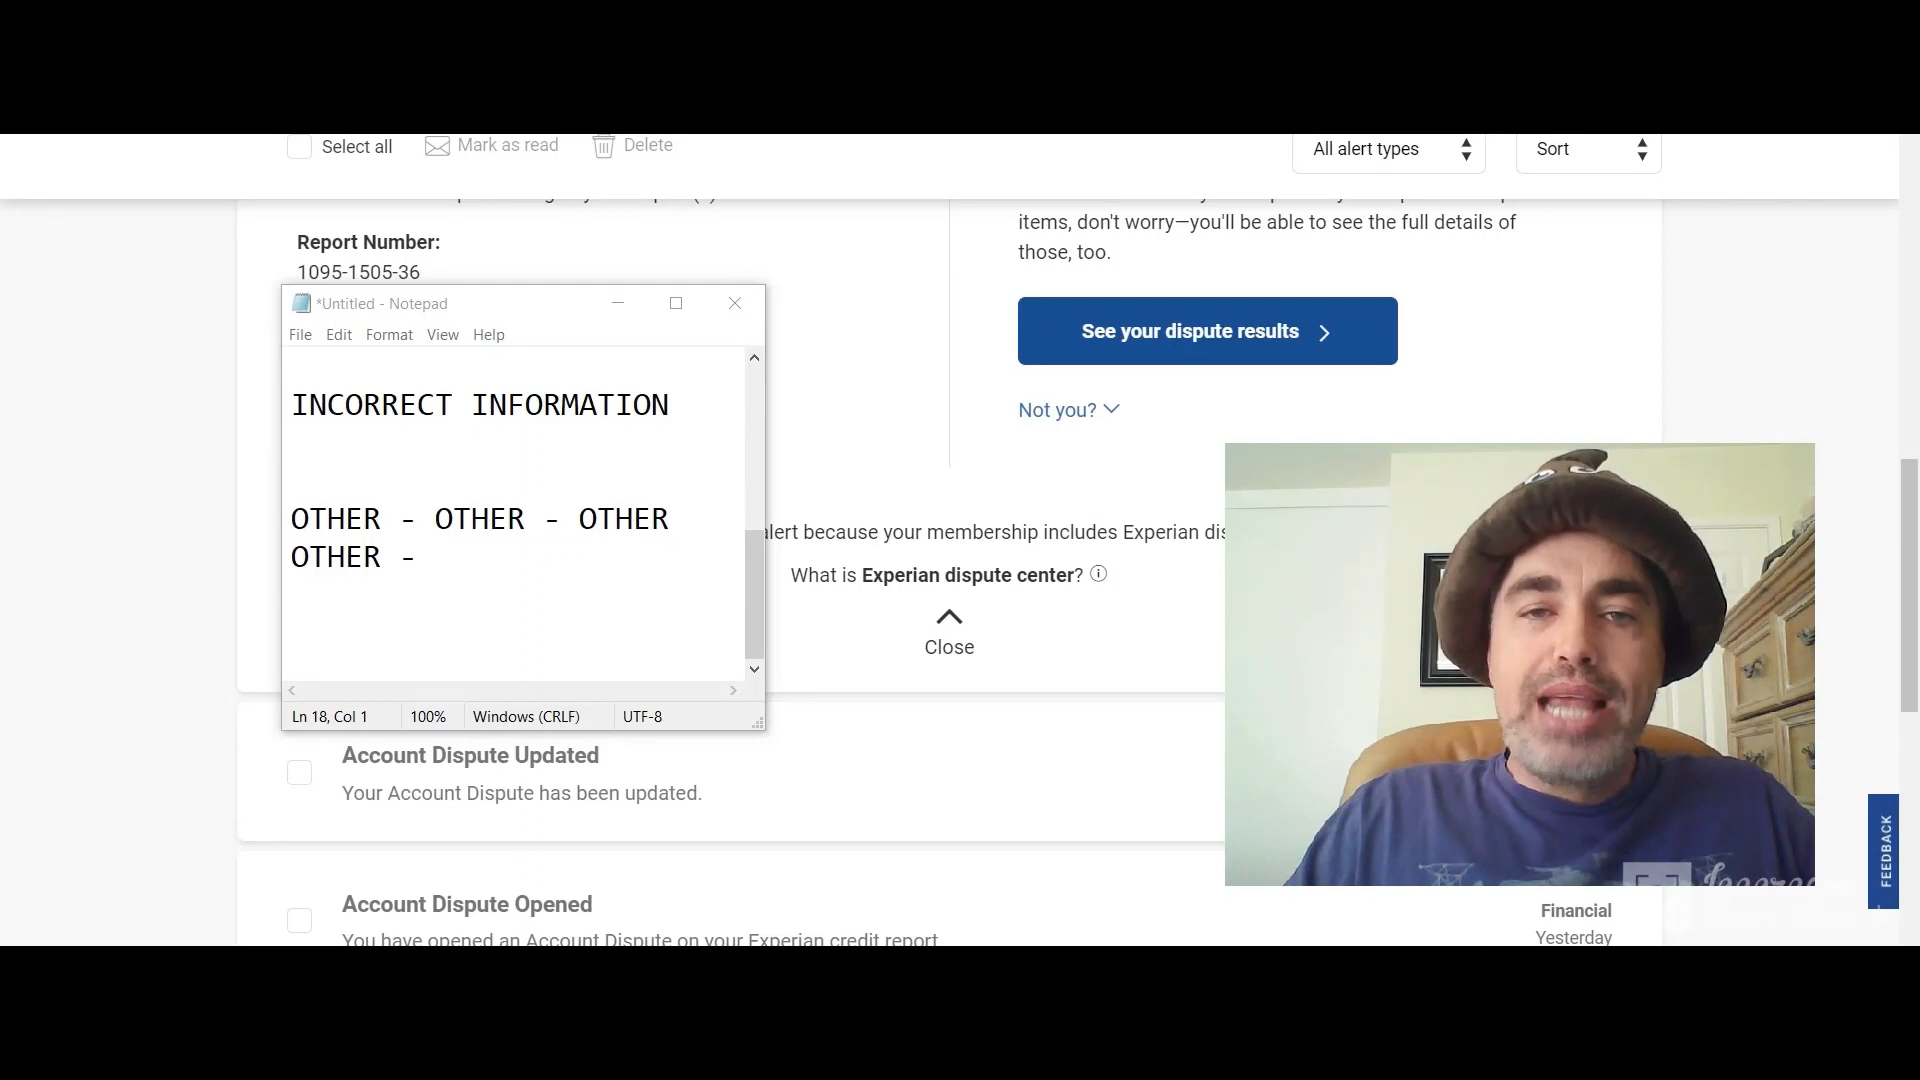 Select all
Mark as read
Delete
All alert types
Sort
items, don't worry—you'll be able to see the full details of
those, too.
Report Number:
1095-1505-36
See your dispute results
Not you?
*Untitled - Notepad
File Edit Format View Help
INCORRECT INFORMATION
OTHER - OTHER - OTHER
OTHER -
Ln 18, Col 1
100%
Windows (CRLF)
UTF-8
alert because your membership includes Experian
What is Experian dispute center?
Close
Account Dispute Updated
Your Account Dispute has been updated.
Account Dispute Opened
You have opened an Account Dispute on your Experian credit report
Financial
Yesterday
FEEDBACK